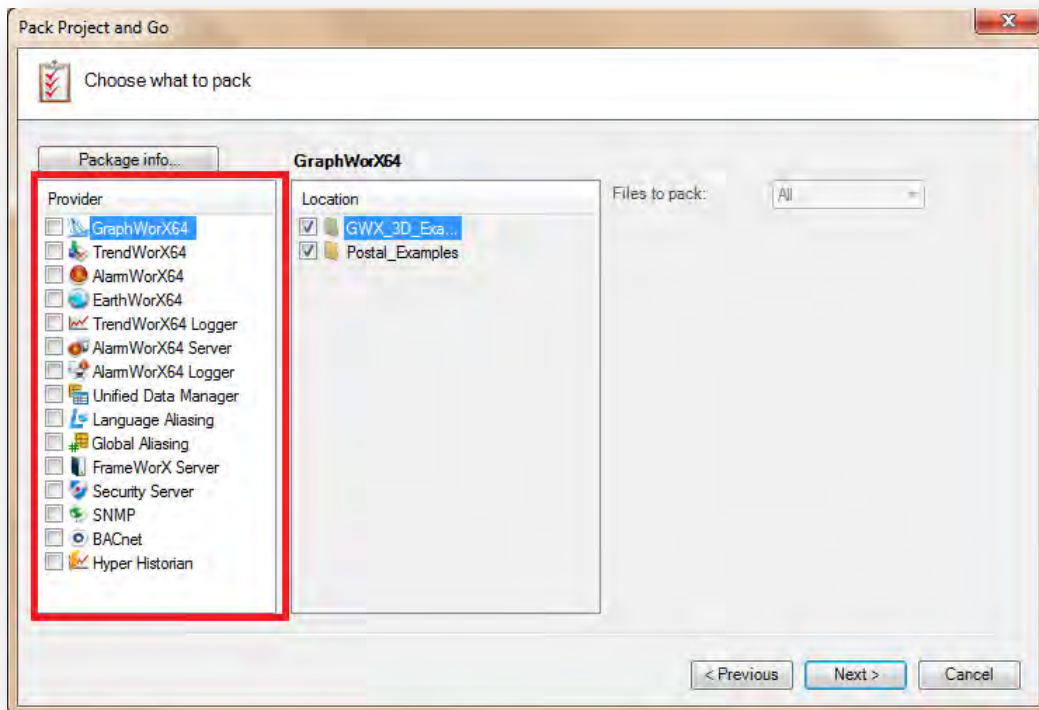 Pack Project and Go
Choose what to pack
Package info...
GraphWorX64
Provider
Location
Files to pack:
All
GraphWorX64
TrendWorX64
AlarmWorX64
EarthWorX64
TrendWorX64 Logger
AlarmWorX64 Server
AlarmWorX64 Logger
Unified Data Manager
Language Aliasing
Global Aliasing
FrameWorX Server
Security Server
SNMP
BACnet
Hyper Historian
GWX_3D_Exa...
Postal_Examples
< Previous
Next >
Cancel